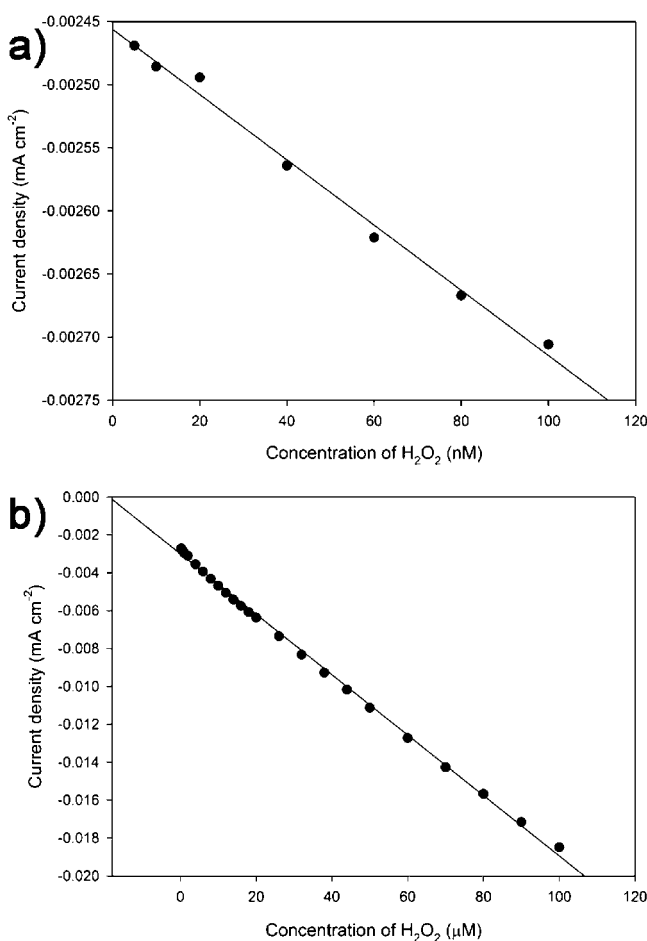 a)
-0.00245
-0.00250
-0.00255
-0.00260
-0.00265
-0.00270
-0.00275
Current density (mA cm⁻²)
0 20 40 60 80 100 120
Concentration of H₂O₂ (nM)
b)
0.000
-0.002
-0.004
-0.006
-0.008
-0.010
-0.012
-0.014
-0.016
-0.018
-0.020
Current density (mA cm⁻²)
0 20 40 60 80 100 120
Concentration of H₂O₂ (μM)